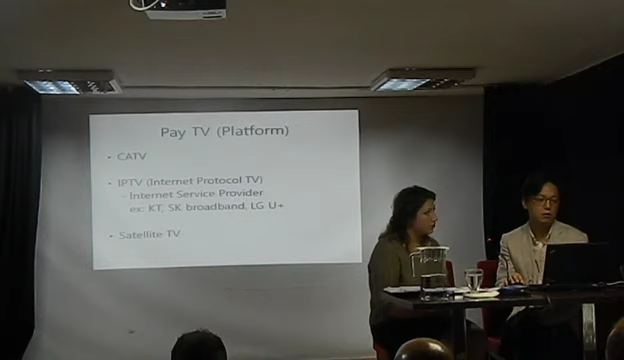 Pay TV (Platform)
• CATV
• IPTV (Internet Protocol TV)
- Internet Service Provider
ex: KT, SK broadband, LG U+
• Satellite TV